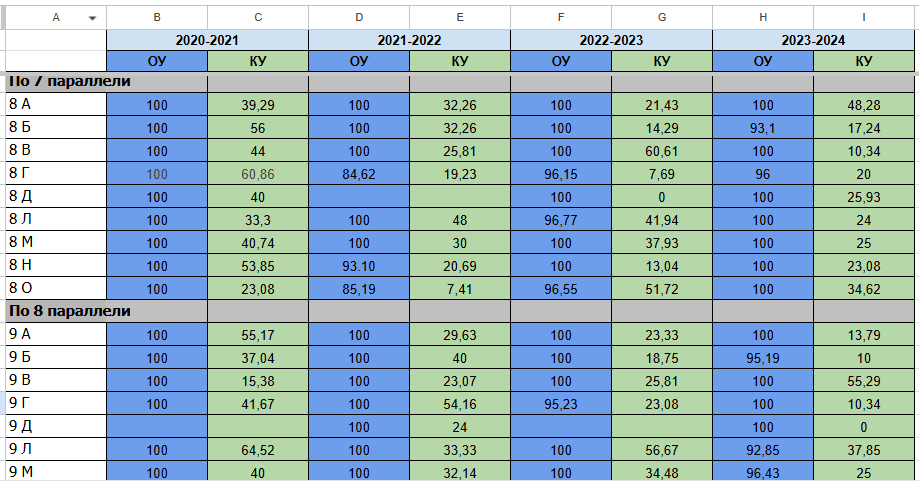 A B C D E F G H I
2020-2021 2021-2022 2022-2023 2023-2024
ОУ КУ ОУ КУ ОУ КУ ОУ КУ
По 7 параллели
8 А 100 39,29 100 32,26 100 21,43 100 48,28
8 Б 100 56 100 32,26 100 14,29 93,1 17,24
8 В 100 44 100 25,81 100 60,61 100 10,34
8 Г 100 60,86 84,62 19,23 96,15 7,69 96 20
8 Д 100 40 100 0 100 25,93
8 Л 100 33,3 100 48 96,77 41,94 100 24
8 М 100 40,74 100 30 100 37,93 100 25
8 Н 100 53,85 93.10 20,69 100 13,04 100 23,08
8 О 100 23,08 85,19 7,41 96,55 51,72 100 34,62
По 8 параллели
9 А 100 55,17 100 29,63 100 23,33 100 13,79
9 Б 100 37,04 100 40 100 18,75 95,19 10
9 В 100 15,38 100 23,07 100 25,81 100 55,29
9 Г 100 41,67 100 54,16 95,23 23,08 100 10,34
9 Д 100 24 100 0
9 Л 100 64,52 100 33,33 100 56,67 92,85 37,85
9 М 100 40 100 32,14 100 34,48 96,43 25